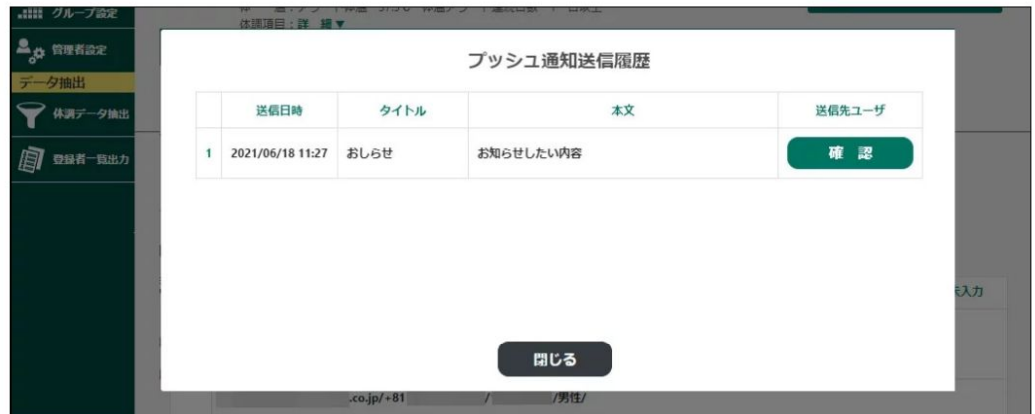 グループ設定
体調項目:詳 細▼
管理者設定
データ抽出
体調データ抽出
登録者一覧出力
プッシュ通知送信履歴
送信日時 タイトル 本文 送信先ユーザ
1 2021/06/18 11:27 おしらせ お知らせしたい内容 確 認
未入力
閉じる
.co.jp/+81 / /男性/